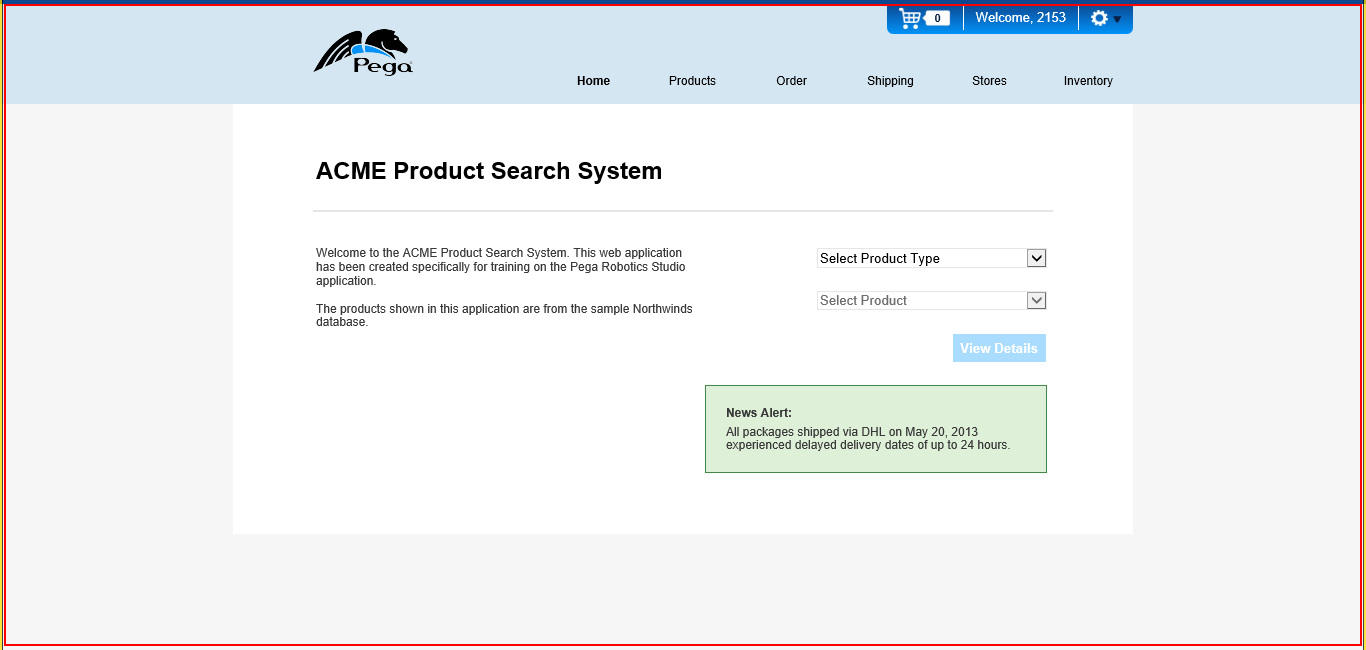 0
Welcome, 2153
Pega
Home Products Order Shipping Stores Inventory
ACME Product Search System
Welcome to the ACME Product Search System. This web application
has been created specifically for training on the Pega Robotics Studio
application.
The products shown in this application are from the sample Northwinds
database.
Select Product Type
Select Product
View Details
News Alert:
All packages shipped via DHL on May 20, 2013
experienced delayed delivery dates of up to 24 hours.